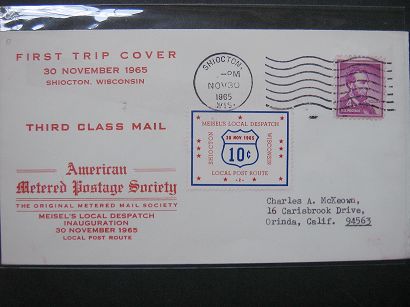 FIRST TRIP COVER
30 NOVEMBER 1965
SHIOCTON, WISCONSIN
THIRD CLASS MAIL
American
Metered Postage Society
THE ORIGINAL METERED MAIL SOCIETY
MEISEL'S LOCAL DESPATCH
INAUGURATION
30 NOVEMBER 1965
LOCAL POST ROUTE
SHIOCTON
-PM
NOV 30
1965
WIS.
MEISEL'S LOCAL DESPATCH
SHIOCTON
30 NOV 1965
10¢
WISCONSIN
LOCAL POST ROUTE
-2-
Charles A. McKeown,
16 Carisbrook Drive,
Orinda, Calif. 94563